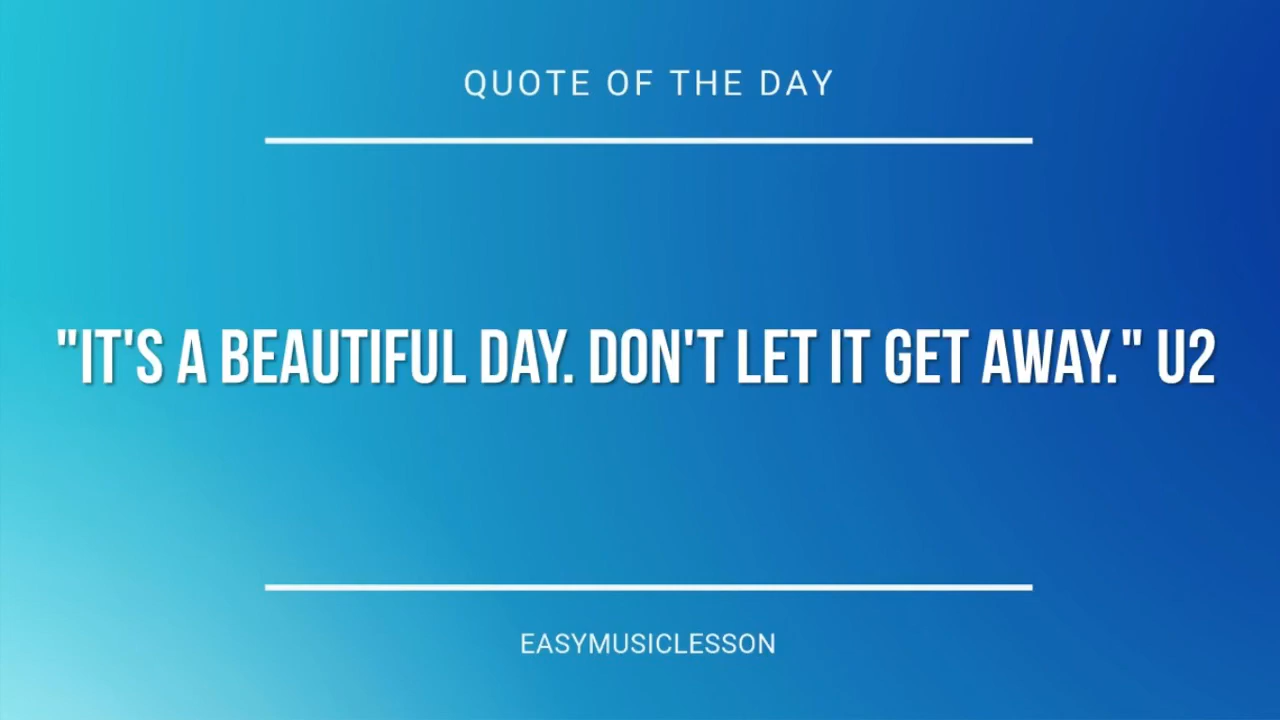 QUOTE OF THE DAY
"IT'S A BEAUTIFUL DAY. DON'T LET IT GET AWAY." U2
EASYMUSICLESSON